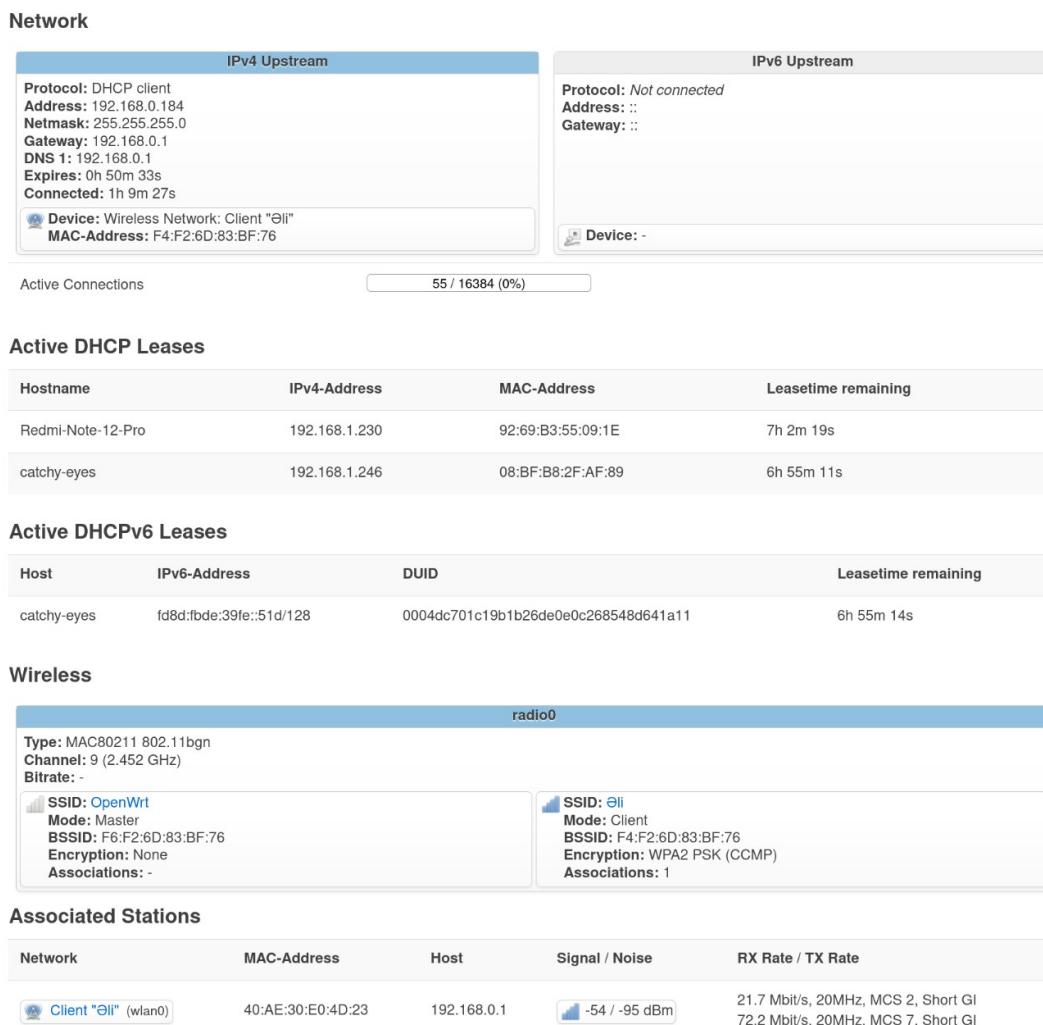 Network
IPv4 Upstream
Protocol: DHCP client
Address: 192.168.0.184
Netmask: 255.255.255.0
Gateway: 192.168.0.1
DNS 1: 192.168.0.1
Expires: 0h 50m 33s
Connected: 1h 9m 27s
Device: Wireless Network: Client "Əli"
MAC-Address: F4:F2:6D:83:BF:76
IPv6 Upstream
Protocol: Not connected
Address: ::
Gateway: ::
Device: -
Active Connections 55 / 16384 (0%)
Active DHCP Leases
Hostname IPv4-Address MAC-Address Leasetime remaining
Redmi-Note-12-Pro 192.168.1.230 92:69:B3:55:09:1E 7h 2m 19s
catchy-eyes 192.168.1.246 08:BF:B8:2F:AF:89 6h 55m 11s
Active DHCPv6 Leases
Host IPv6-Address DUID Leasetime remaining
catchy-eyes fd8d:fbde:39fe::51d/128 0004dc701c19b1b26de0e0c268548d641a11 6h 55m 14s
Wireless
radio0
Type: MAC80211 802.11bgn
Channel: 9 (2.452 GHz)
Bitrate: -
SSID: OpenWrt
Mode: Master
BSSID: F6:F2:6D:83:BF:76
Encryption: None
Associations: -
SSID: Əli
Mode: Client
BSSID: F4:F2:6D:83:BF:76
Encryption: WPA2 PSK (CCMP)
Associations: 1
Associated Stations
Network MAC-Address Host Signal / Noise RX Rate / TX Rate
Client "Əli" (wlan0) 40:AE:30:E0:4D:23 192.168.0.1 -54 / -95 dBm 21.7 Mbit/s, 20MHz, MCS 2, Short GI
72.2 Mbit/s, 20MHz, MCS 7, Short GI